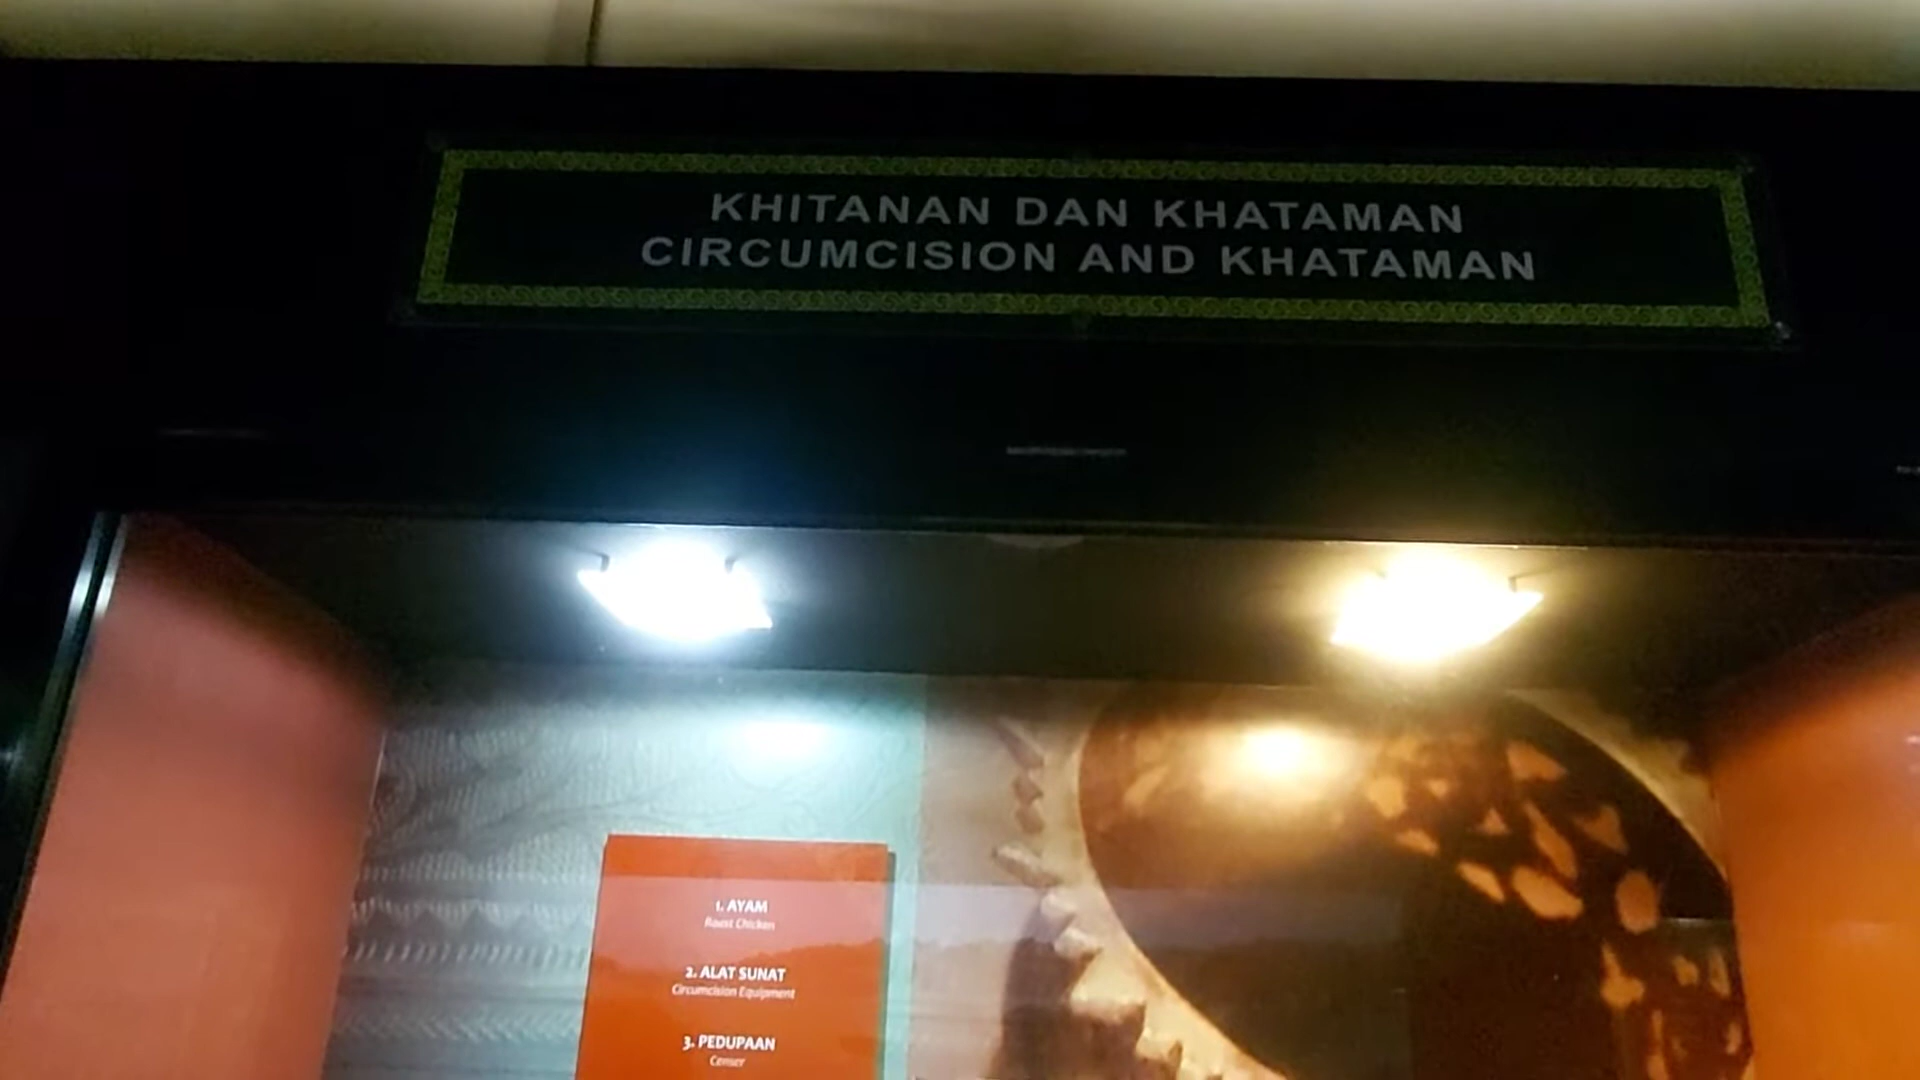 KHITANAN DAN KHATAMAN
CIRCUMCISION AND KHATAMAN
1. AYAM
Roast Chicken
2. ALAT SUNAT
Circumcision Equipment
3. PEDUPAAN
Censer